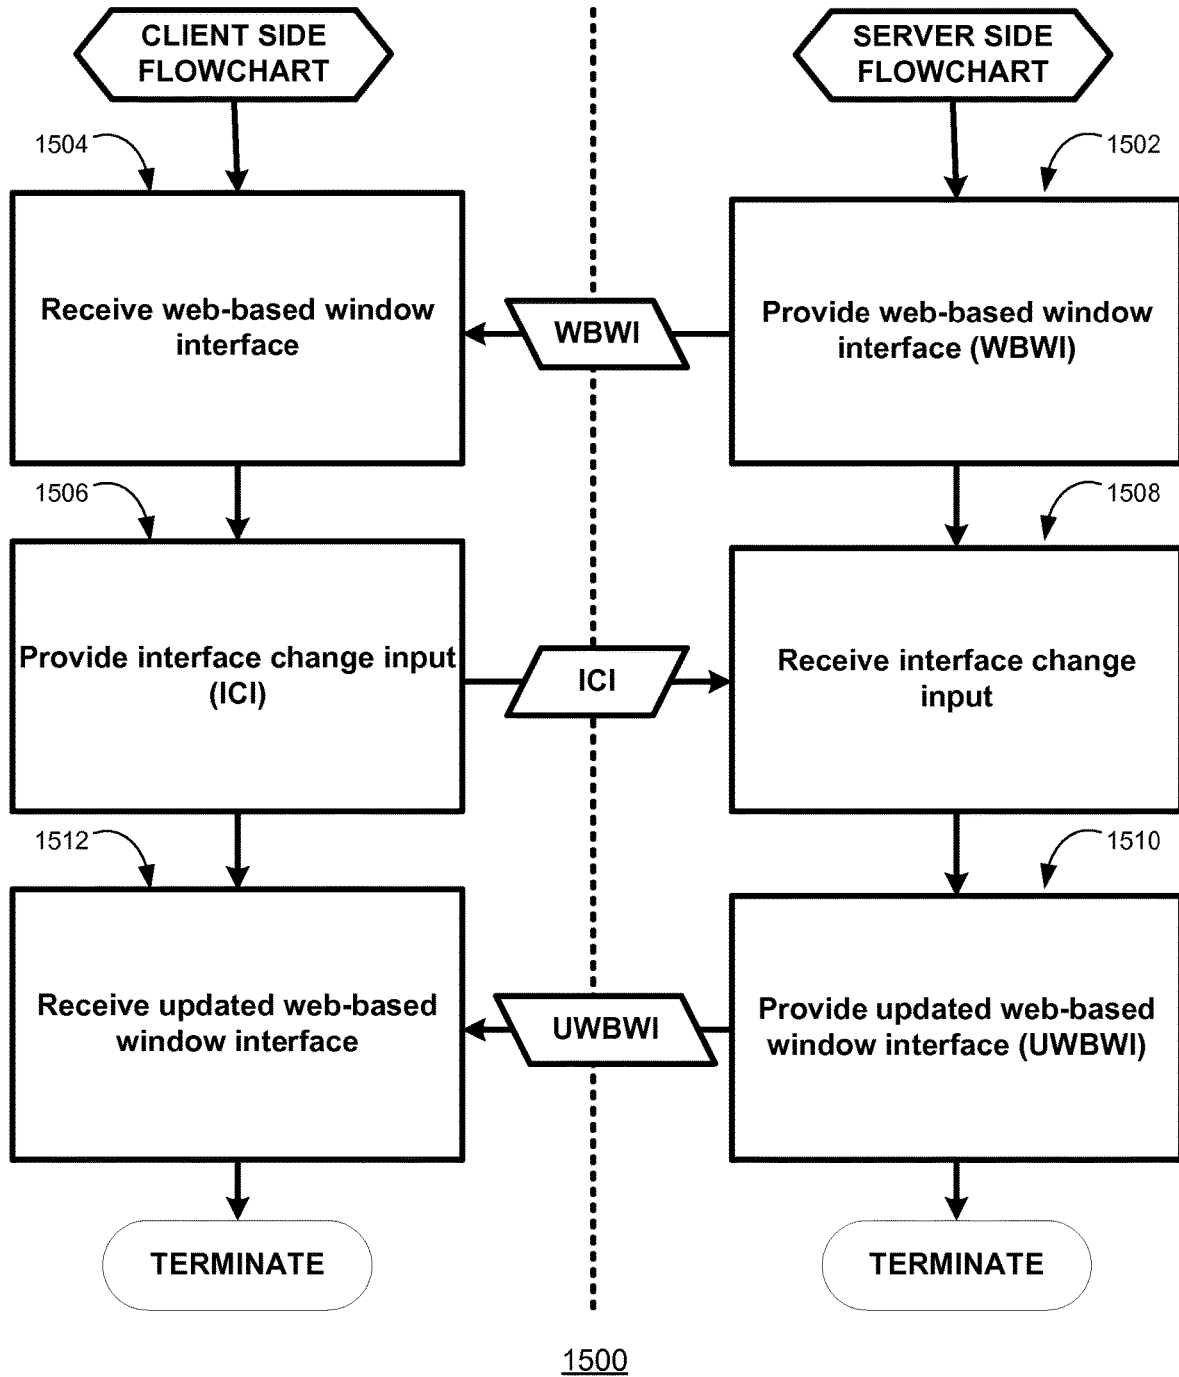 CLIENT SIDE
FLOWCHART
SERVER SIDE
FLOWCHART
1504
1502
Receive web-based window
interface
WBWI
Provide web-based window
interface (WBWI)
1506
1508
Provide interface change input
(ICI)
ICI
Receive interface change
input
1512
1510
Receive updated web-based
window interface
UWBWI
Provide updated web-based
window interface (UWBWI)
TERMINATE
TERMINATE
1500